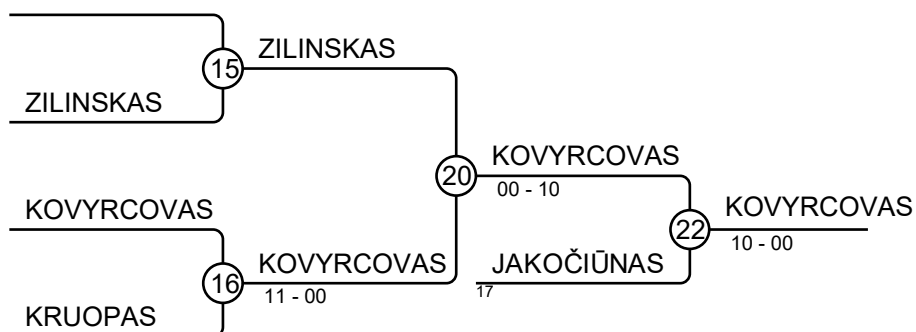 ZILINSKAS
15
ZILINSKAS
KOVYRCOVAS
20
00 - 10
KOVYRCOVAS
KOVYRCOVAS
22
10 - 00
KOVYRCOVAS
16
11 - 00
JAKOČIŪNAS
17
KRUOPAS